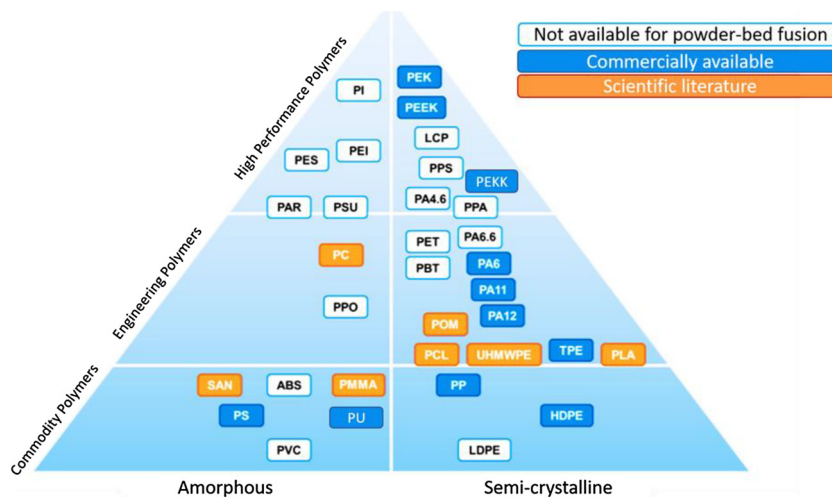 Not available for powder-bed fusion
Commercially available
Scientific literature
High Performance Polymers
Engineering Polymers
Commodity Polymers
PI
PEK
PEEK
PES
PEI
LCP
PPS
PEKK
PAR
PSU
PA4.6
PPA
PC
PET
PA6.6
PBT
PA6
PA11
PPO
PA12
POM
PCL
UHMWPE
TPE
PLA
SAN
ABS
PMMA
PP
PS
PU
HDPE
PVC
LDPE
Amorphous
Semi-crystalline